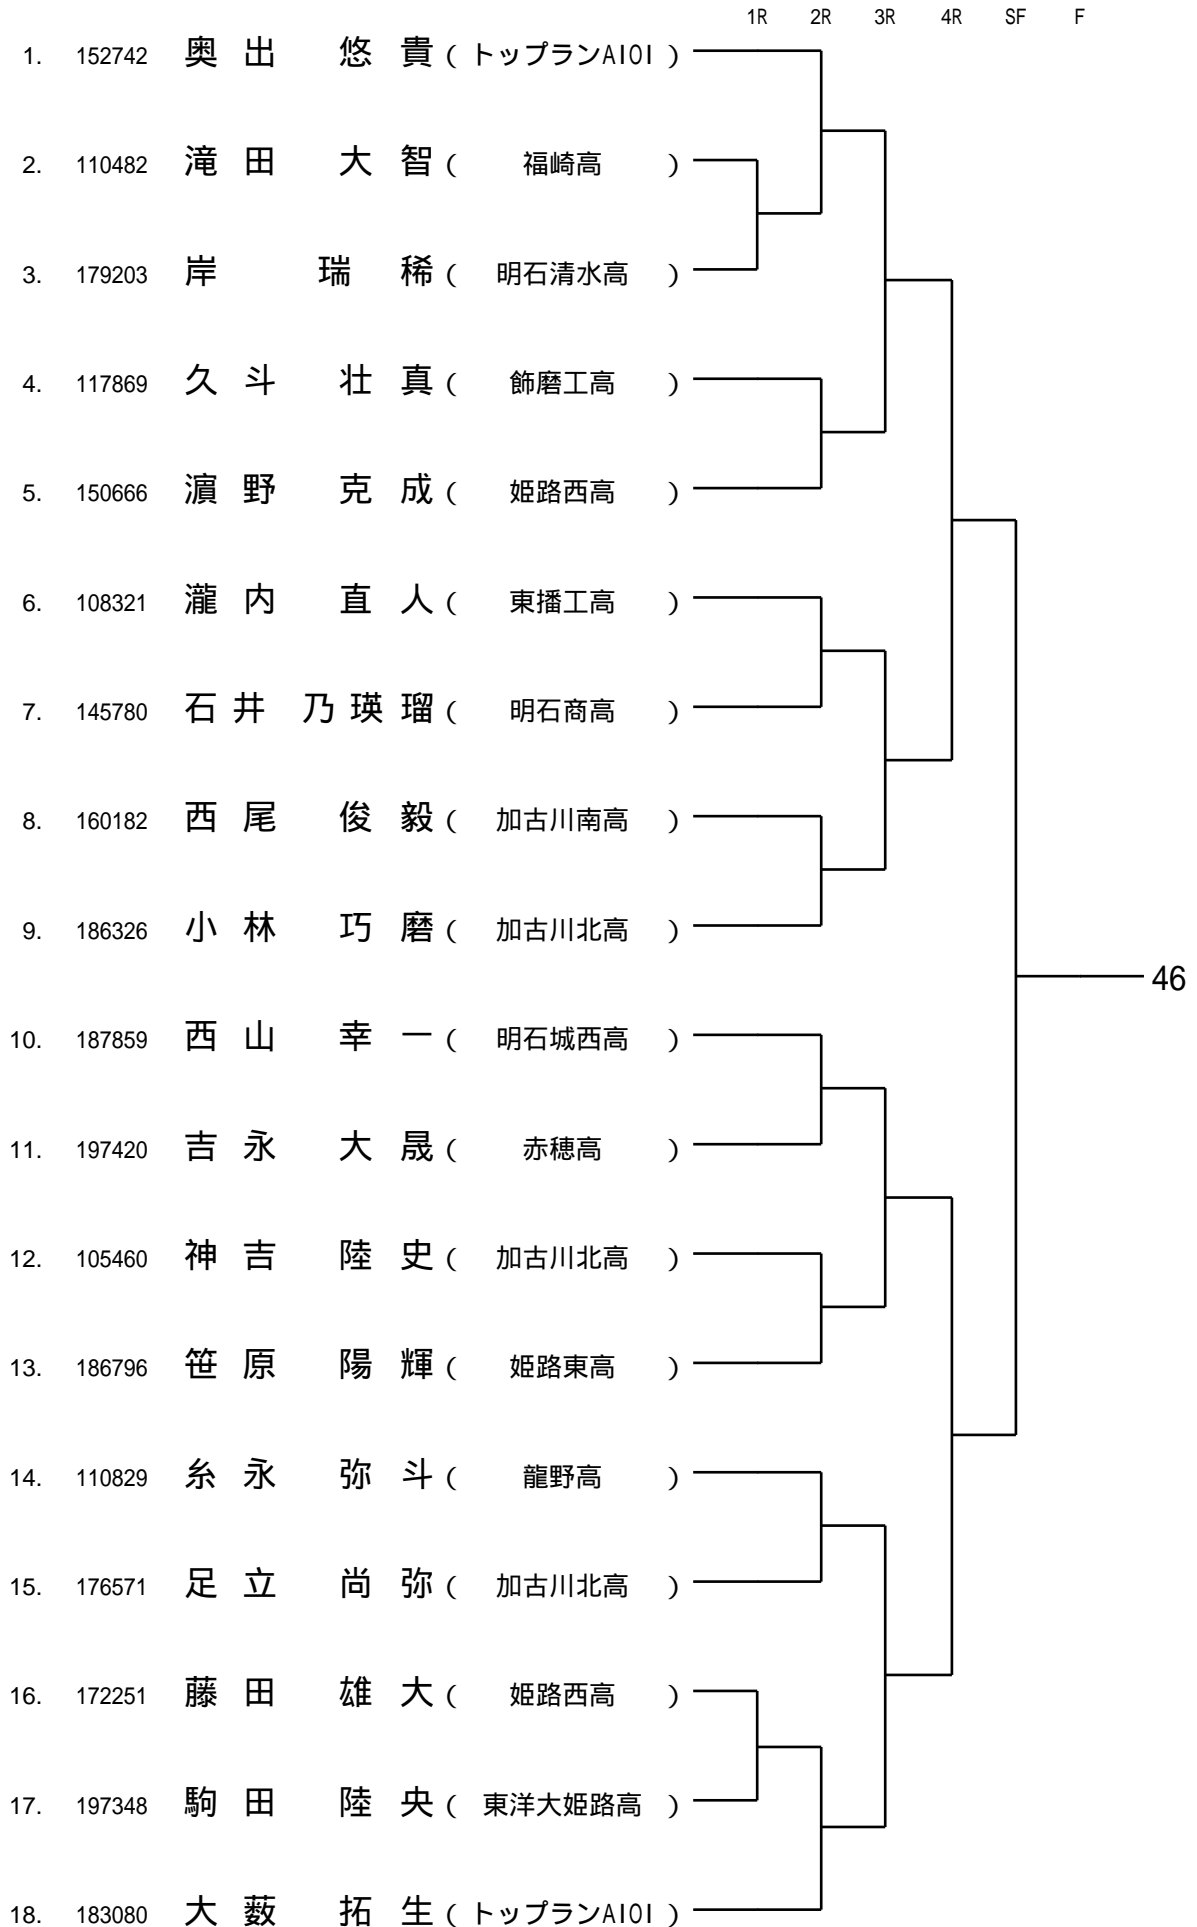 1R 2R 3R 4R SF F
1. 152742 奥出 悠貴 ( トップランAIOI )
2. 110482 滝田 大智 ( 福崎高 )
3. 179203 岸 瑞稀 ( 明石清水高 )
4. 117869 久斗 壮真 ( 飾磨工高 )
5. 150666 濵野 克成 ( 姫路西高 )
6. 108321 瀧内 直人 ( 東播工高 )
7. 145780 石井 乃瑛瑠 ( 明石商高 )
8. 160182 西尾 俊毅 ( 加古川南高 )
9. 186326 小林 巧磨 ( 加古川北高 )
46
10. 187859 西山 幸一 ( 明石城西高 )
11. 197420 吉永 大晟 ( 赤穂高 )
12. 105460 神吉 陸史 ( 加古川北高 )
13. 186796 笹原 陽輝 ( 姫路東高 )
14. 110829 糸永 弥斗 ( 龍野高 )
15. 176571 足立 尚弥 ( 加古川北高 )
16. 172251 藤田 雄大 ( 姫路西高 )
17. 197348 駒田 陸央 ( 東洋大姫路高 )
18. 183080 大薮 拓生 ( トップランAIOI )